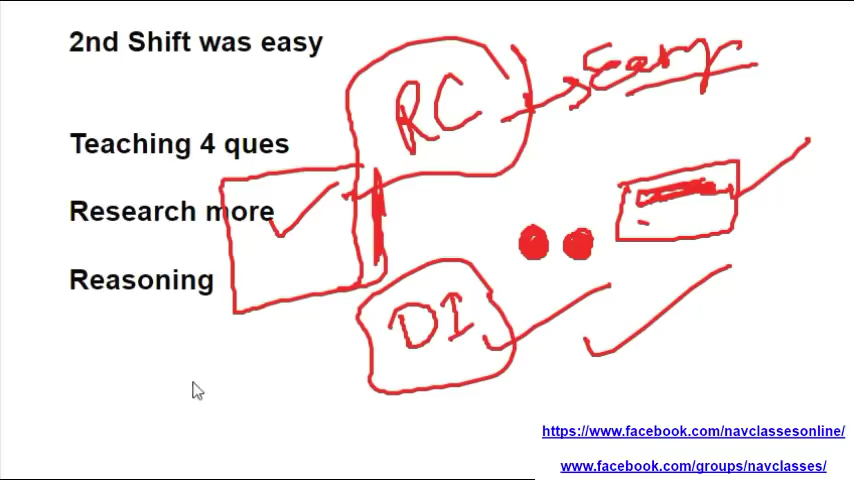 2nd Shift was easy
RC
Easy
Teaching 4 ques
Research more
Reasoning
DI
https://www.facebook.com/navclassesonline/
www.facebook.com/groups/navclasses/